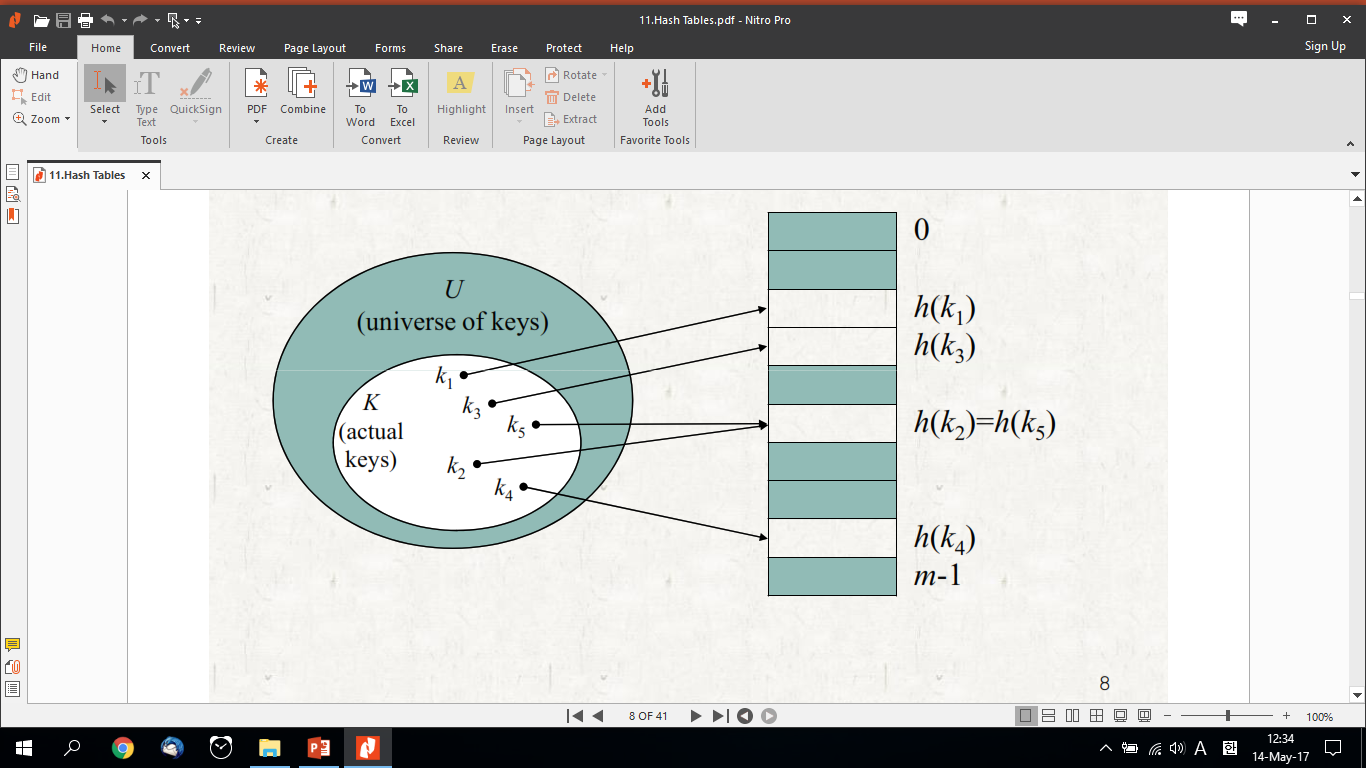 11.Hash Tables.pdf - Nitro Pro
File Home Convert Review Page Layout Forms Share Erase Protect Help Sign Up
Hand
Edit
Zoom
Select
Type Text
QuickSign
Tools
PDF
Combine
Create
To Word
To Excel
Convert
A
Highlight
Review
Insert
Rotate
Delete
Extract
Page Layout
Add Tools
Favorite Tools
11.Hash Tables
U
(universe of keys)
K
(actual
keys)
k1
k3
k5
k2
k4
0
h(k1)
h(k3)
h(k2)=h(k5)
h(k4)
m-1
8
8 OF 41
100%
A 한 12:34
14-May-17